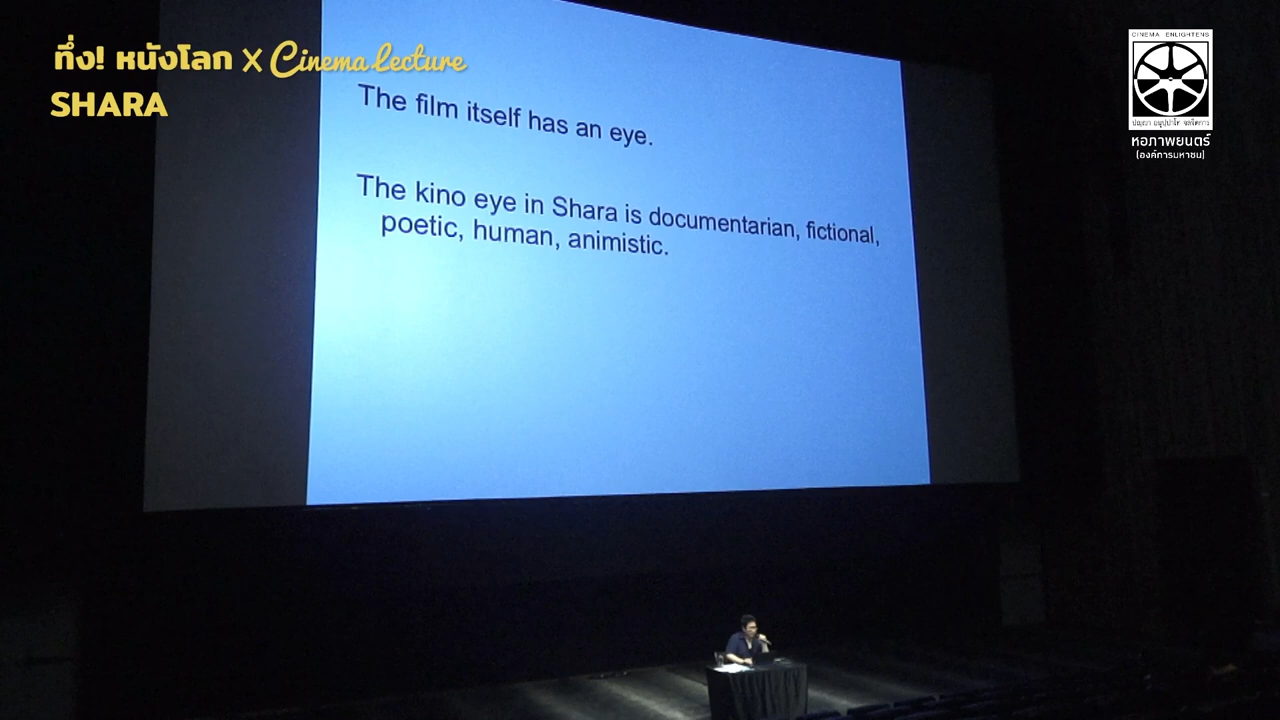 ทึ่ง! หนังโลก X Cinema Lecture
SHARA
The film itself has an eye.
The kino eye in Shara is documentarian, fictional,
poetic, human, animistic.
CINEMA ENLIGHTENS
หอภาพยนตร์
(องค์การมหาชน)